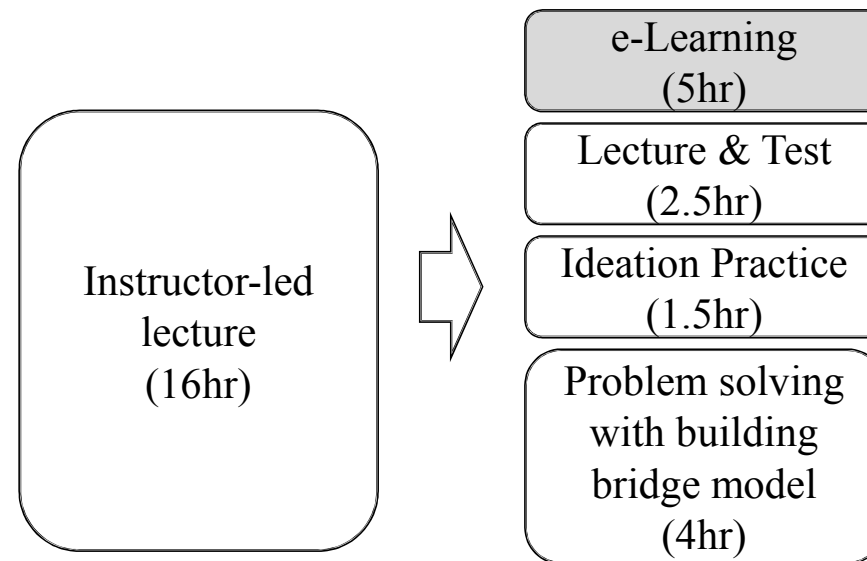 Instructor-led
lecture
(16hr)
e-Learning
(5hr)
Lecture & Test
(2.5hr)
Ideation Practice
(1.5hr)
Problem solving
with building
bridge model
(4hr)